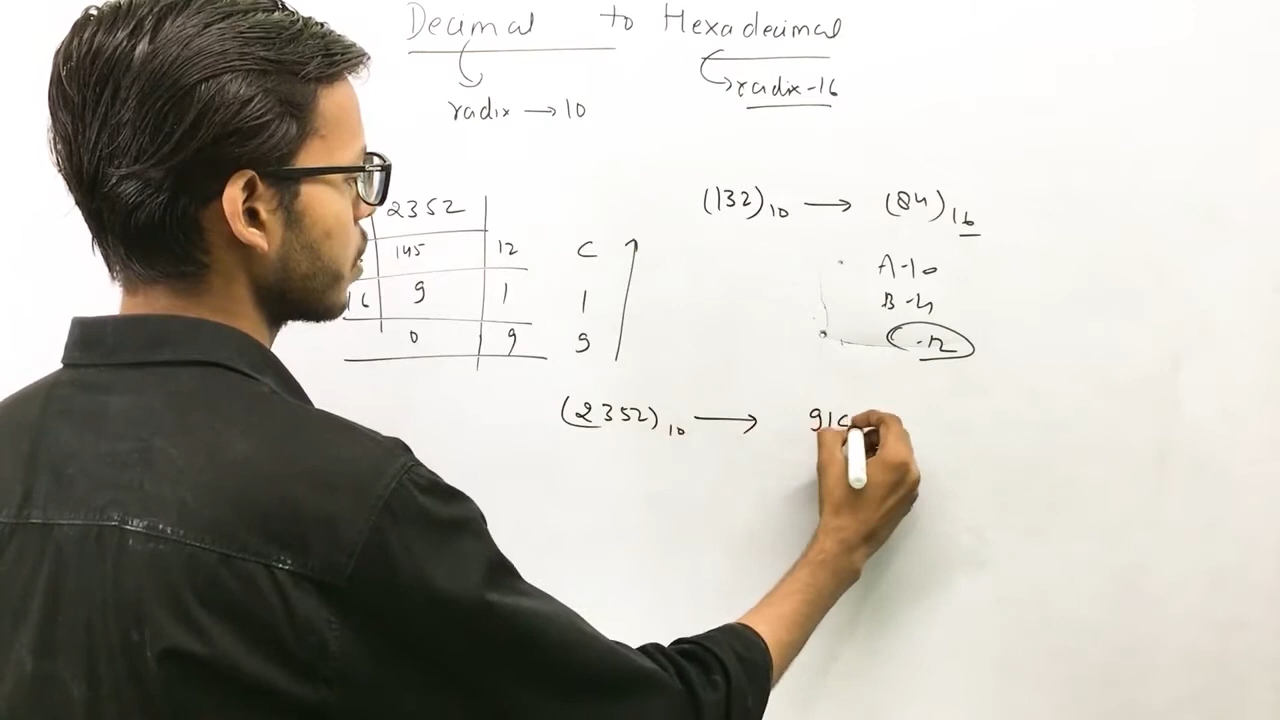 Decimal to Hexadecimal
radix → 10
radix-16
2352
145 12 C
16 9 1 1
0 9 9
(132)10 → (84)16
A-10
B-11
-12
(2352)10 → 91C